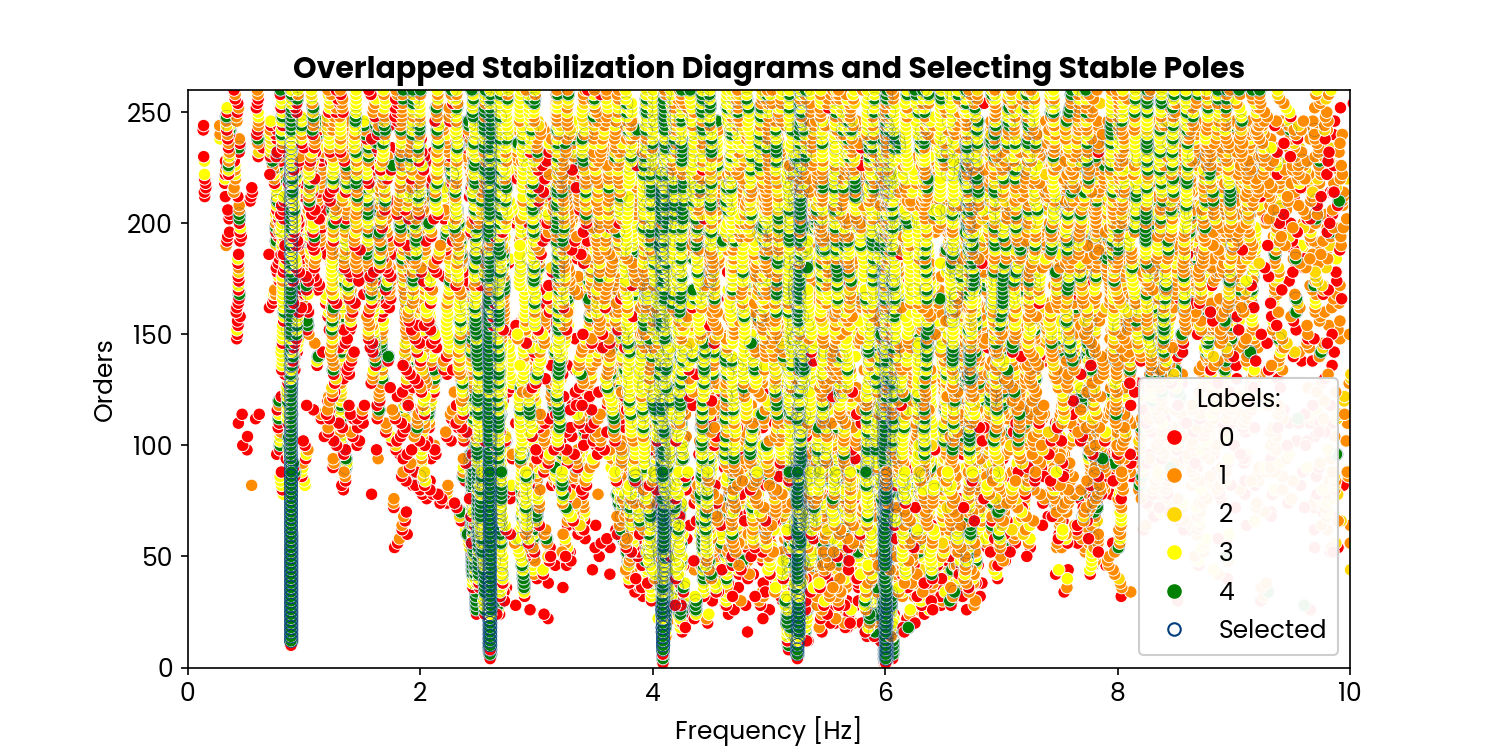 Overlapped Stabilization Diagrams and Selecting Stable Poles
Orders
250
200
150
100
50
0
Labels:
0
1
2
3
4
Selected
0 2 4 6 8 10
Frequency [Hz]